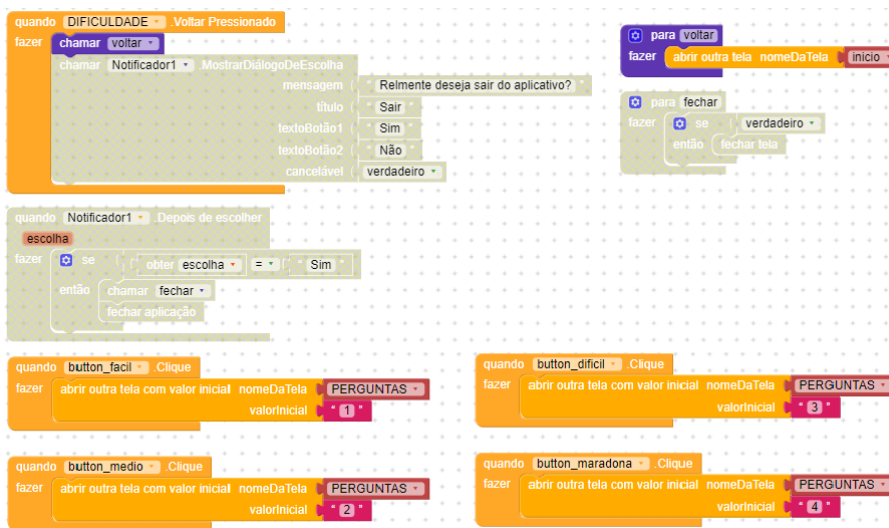 quando DIFICULDADE .Voltar Pressionado
fazer chamar voltar
chamar Notificador1 .MostrarDiálogoDeEscolha
mensagem " Relmente deseja sair do aplicativo? "
título " Sair "
textoBotão1 " Sim "
textoBotão2 " Não "
cancelável verdadeiro
para voltar
fazer abrir outra tela nomeDaTela inicio
para fechar
fazer se verdadeiro
então fechar tela
quando Notificador1 .Depois de escolher
escolha
fazer se obter escolha = " Sim "
então chamar fechar
fechar aplicação
quando button_facil .Clique
fazer abrir outra tela com valor inicial nomeDaTela PERGUNTAS
valorInicial " 1 "
quando button_dificil .Clique
fazer abrir outra tela com valor inicial nomeDaTela PERGUNTAS
valorInicial " 3 "
quando button_medio .Clique
fazer abrir outra tela com valor inicial nomeDaTela PERGUNTAS
valorInicial " 2 "
quando button_maradona .Clique
fazer abrir outra tela com valor inicial nomeDaTela PERGUNTAS
valorInicial " 4 "